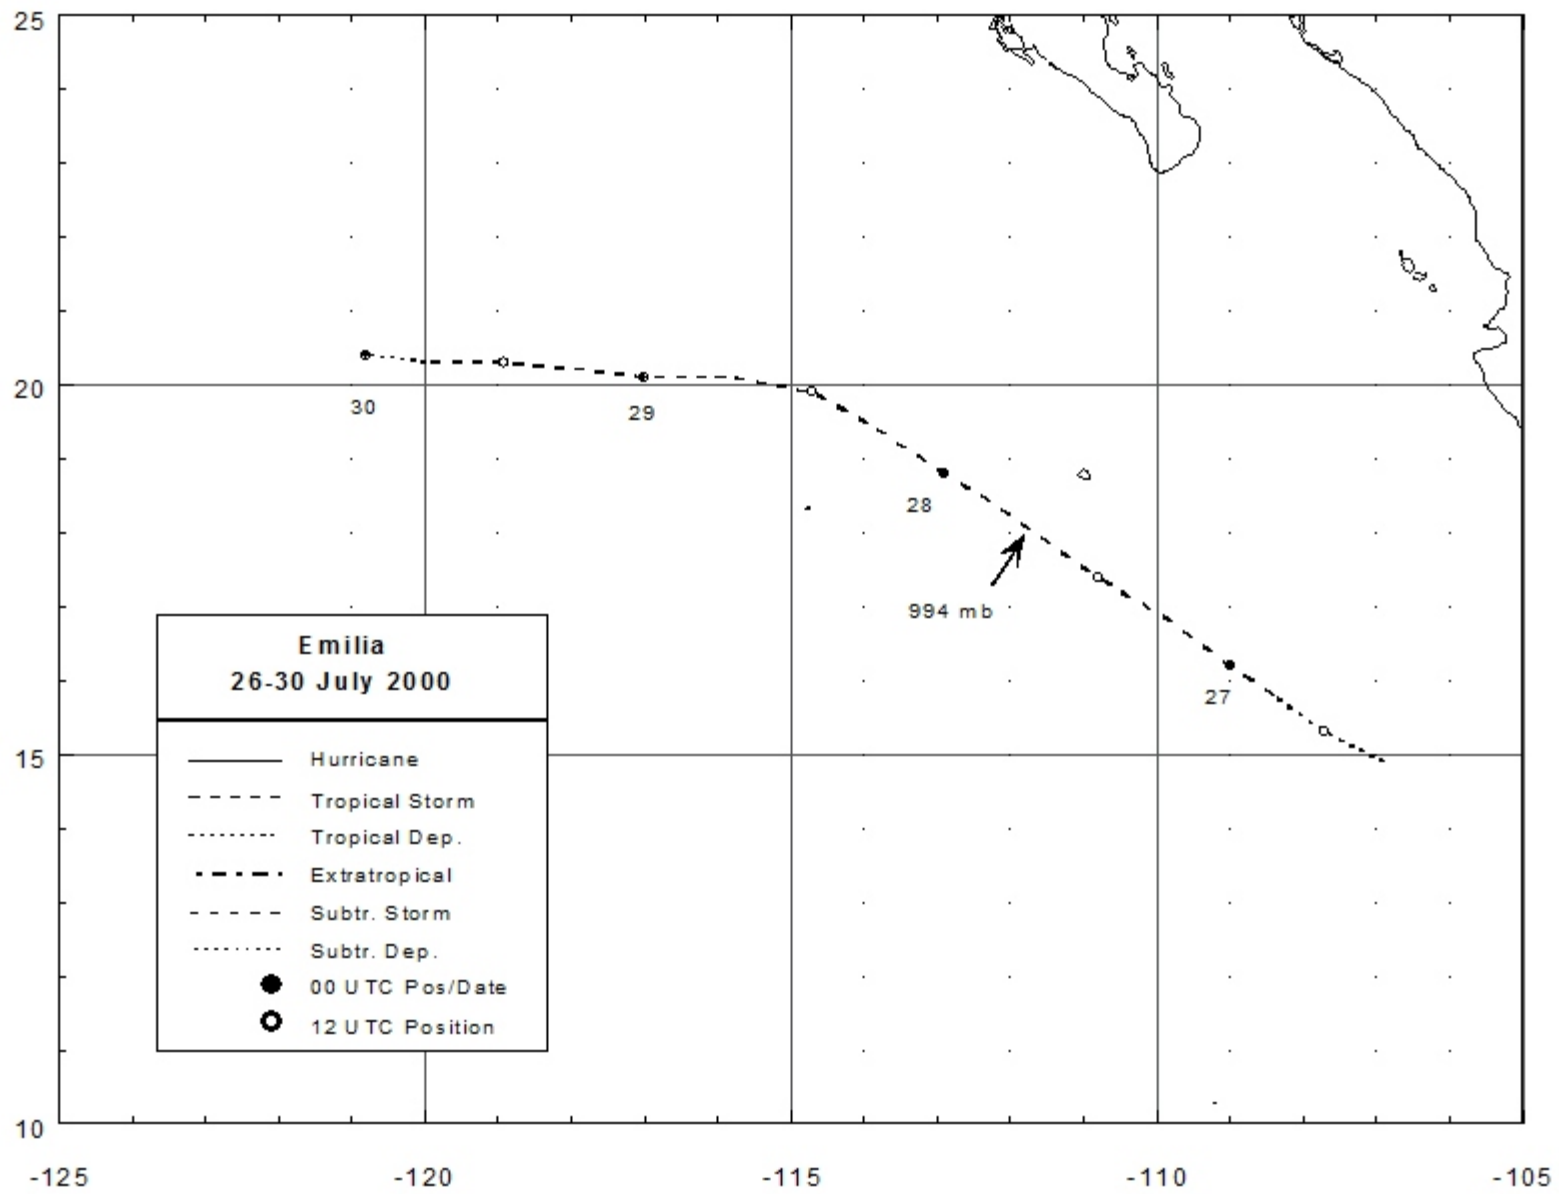 25
20
30
29
28
994 mb
27
Emilia
26-30 July 2000
Hurricane
Tropical Storm
Tropical Dep.
Extratropical
Subtr. Storm
Subtr. Dep.
00 UTC Pos/Date
12 UTC Position
15
10
-125 -120 -115 -110 -105